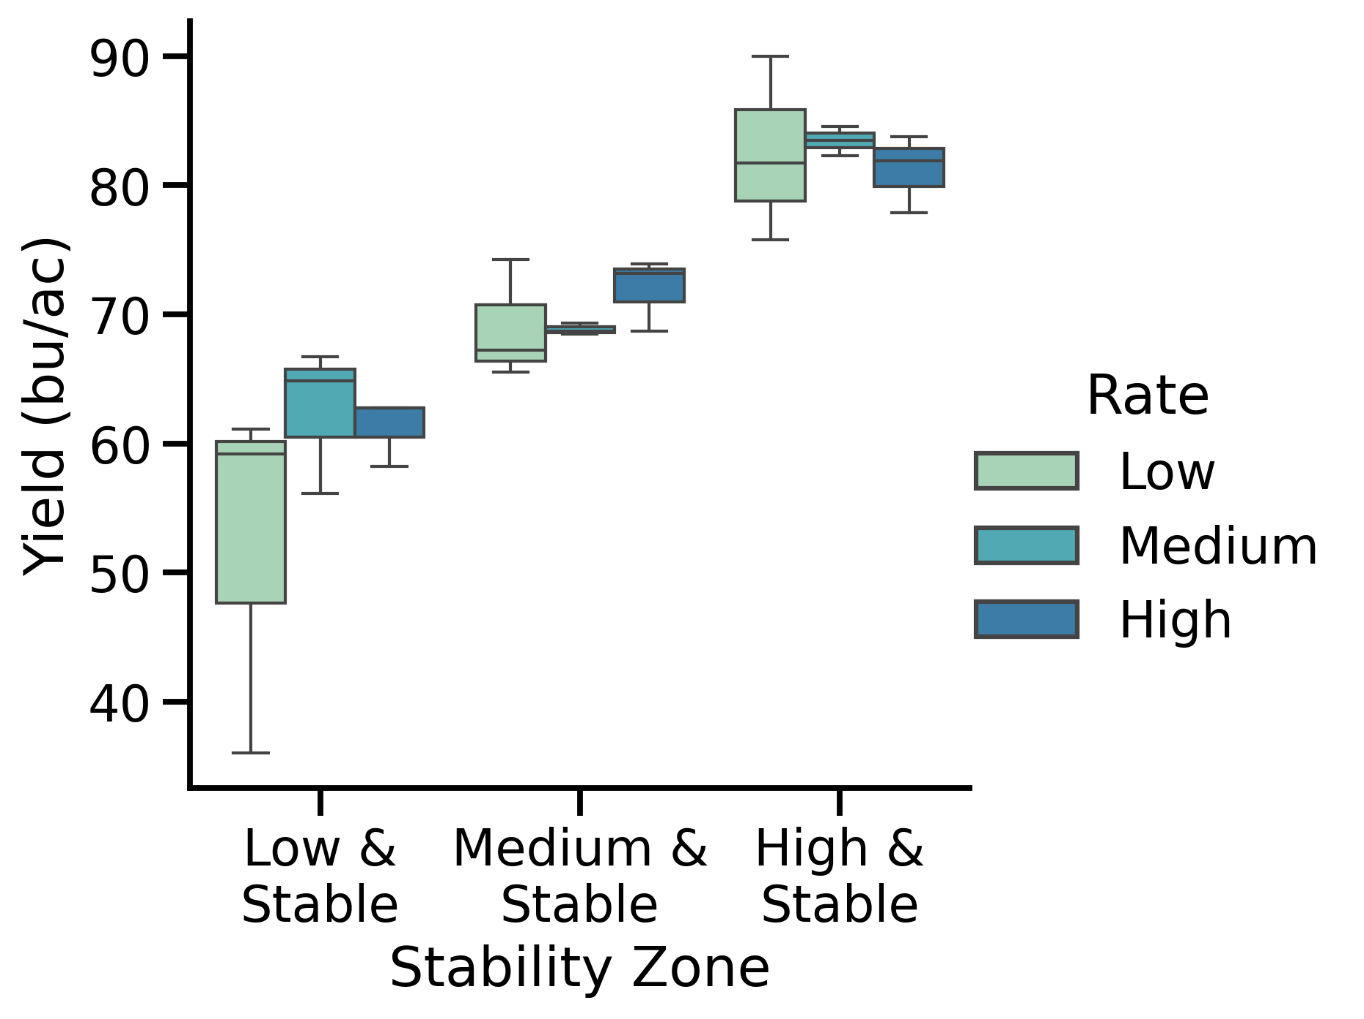 90
80
70
60
50
40
Yield (bu/ac)
Low &
Stable
Medium &
Stable
High &
Stable
Stability Zone
Rate
Low
Medium
High